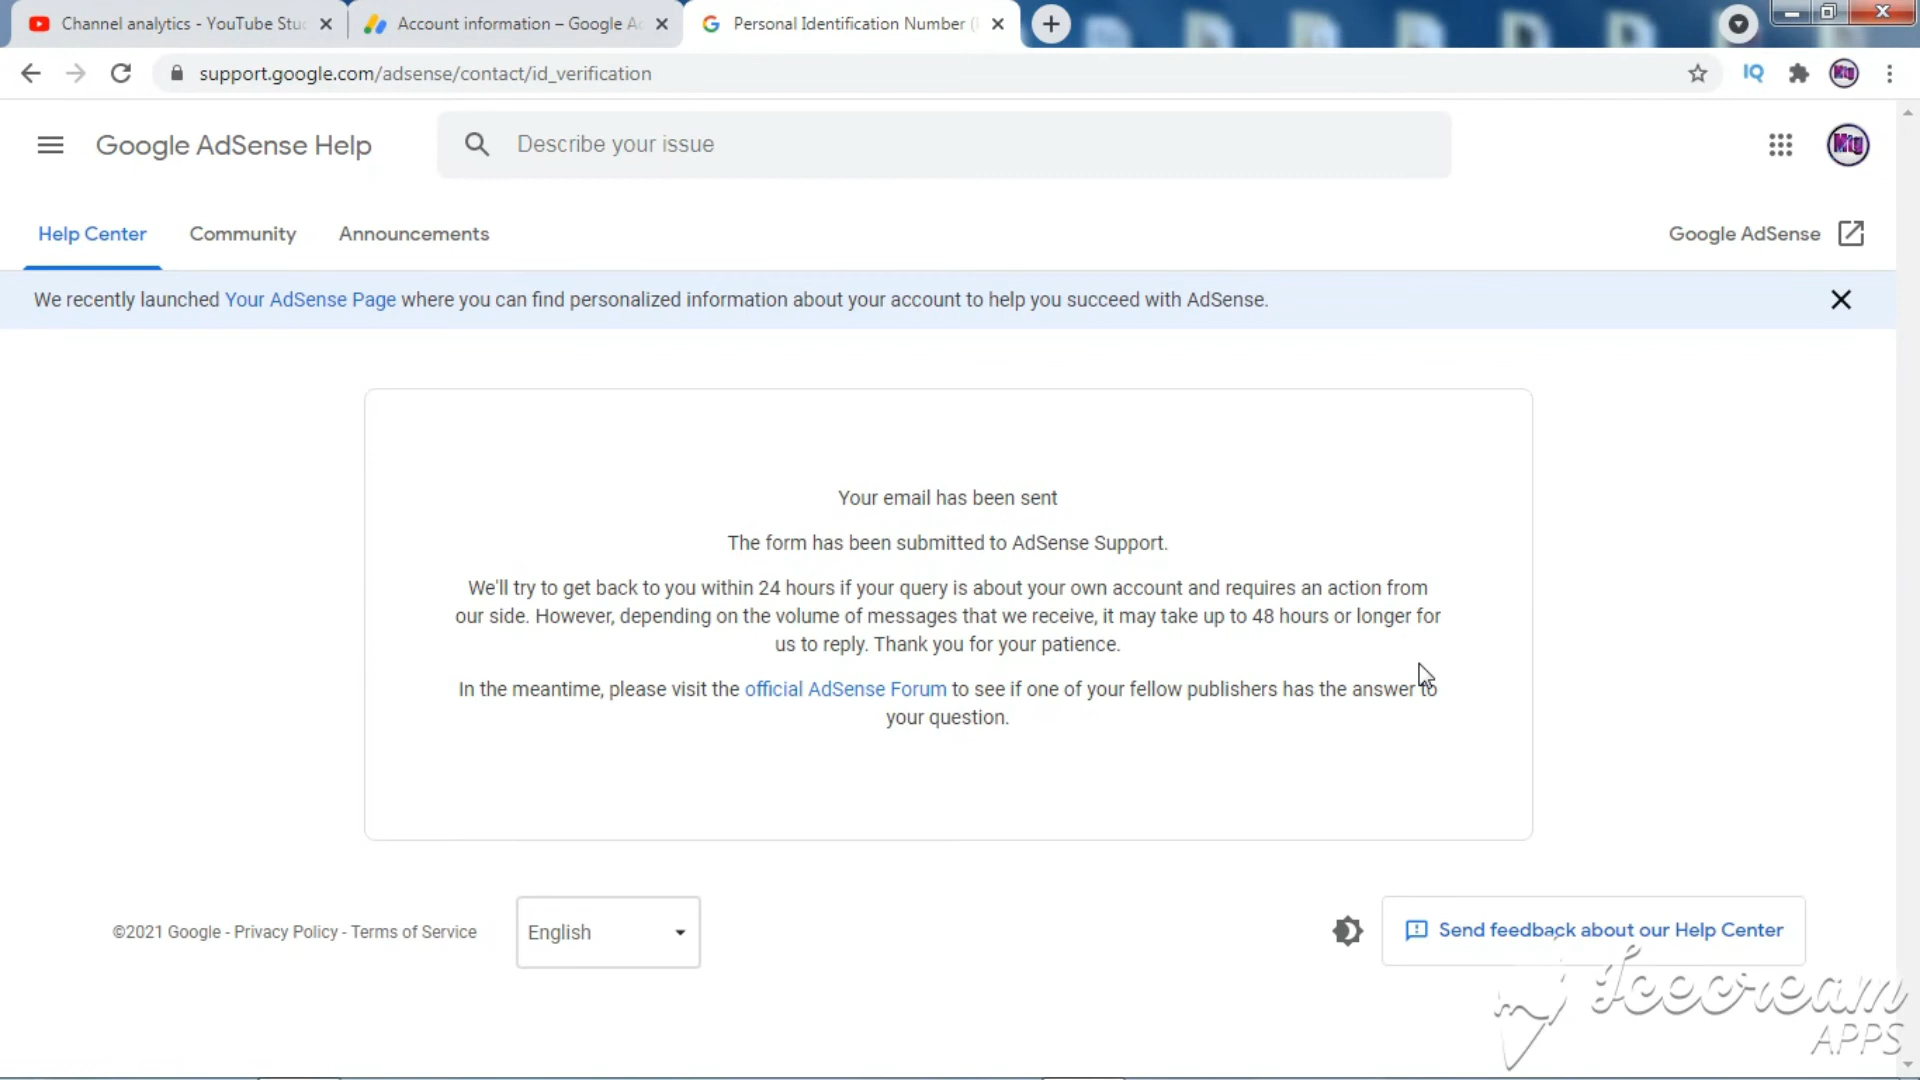 Channel analytics - YouTube Stu
Account information – Google A
Personal Identification Number (
support.google.com/adsense/contact/id_verification
IQ
Google AdSense Help
Describe your issue
Help Center
Community
Announcements
Google AdSense
We recently launched Your AdSense Page where you can find personalized information about your account to help you succeed with AdSense.
Your email has been sent
The form has been submitted to AdSense Support.
We'll try to get back to you within 24 hours if your query is about your own account and requires an action from
our side. However, depending on the volume of messages that we receive, it may take up to 48 hours or longer for
us to reply. Thank you for your patience.
In the meantime, please visit the official AdSense Forum to see if one of your fellow publishers has the answer to
your question.
©2021 Google - Privacy Policy - Terms of Service
English
Send feedback about our Help Center
Icecream
APPS